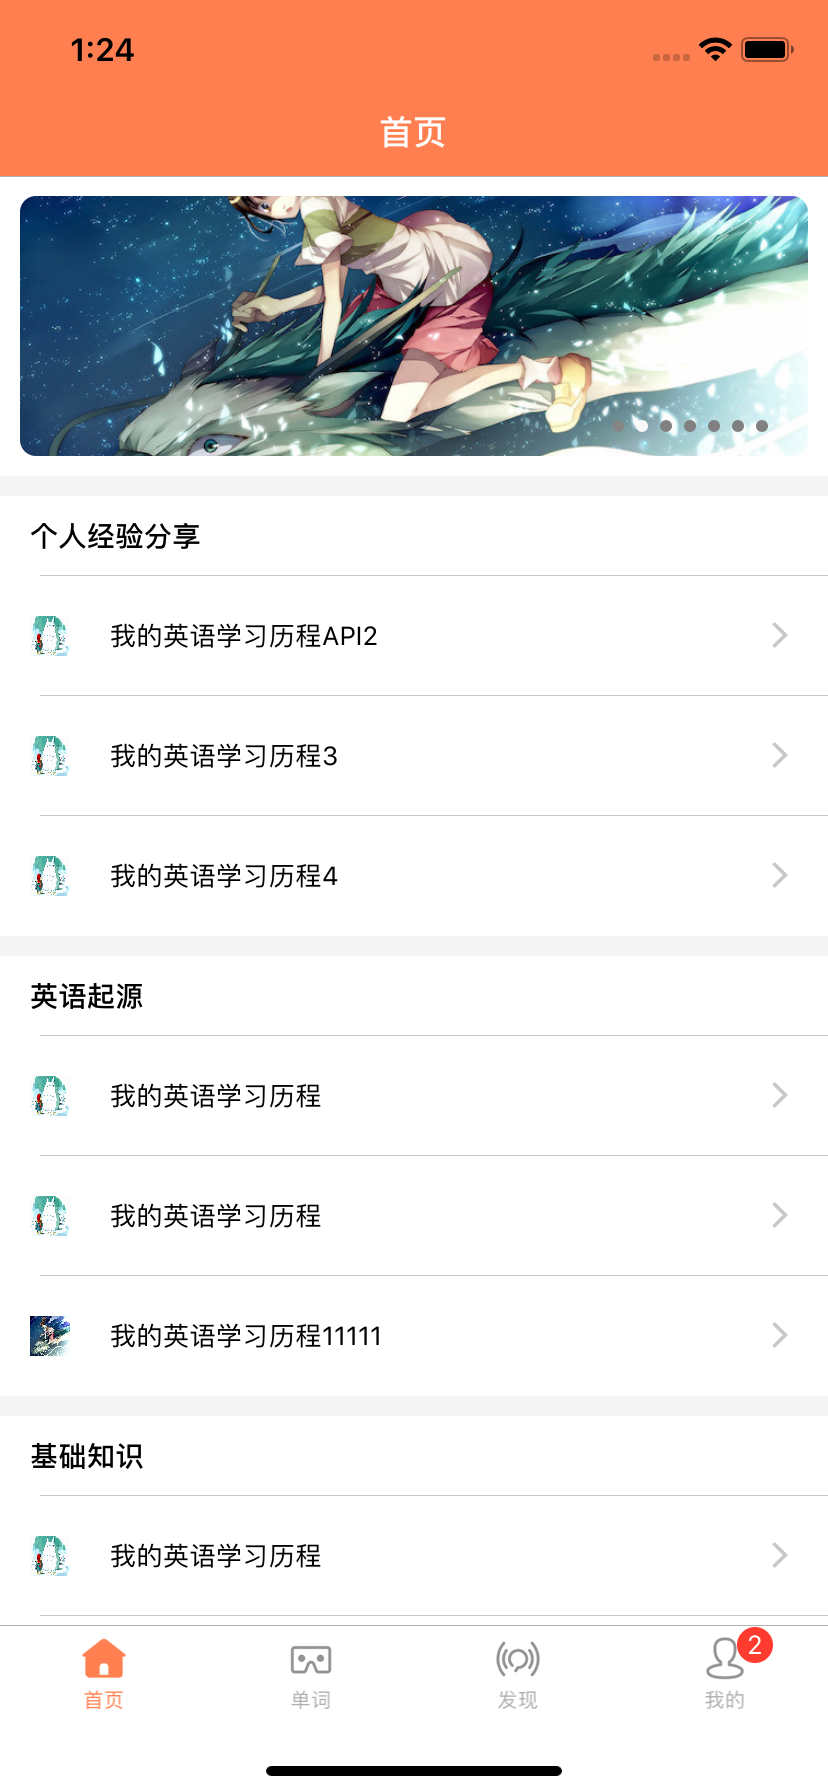 1:24
首页
个人经验分享
我的英语学习历程API2
我的英语学习历程3
我的英语学习历程4
英语起源
我的英语学习历程
我的英语学习历程
我的英语学习历程11111
基础知识
我的英语学习历程
2
首页
单词
发现
我的